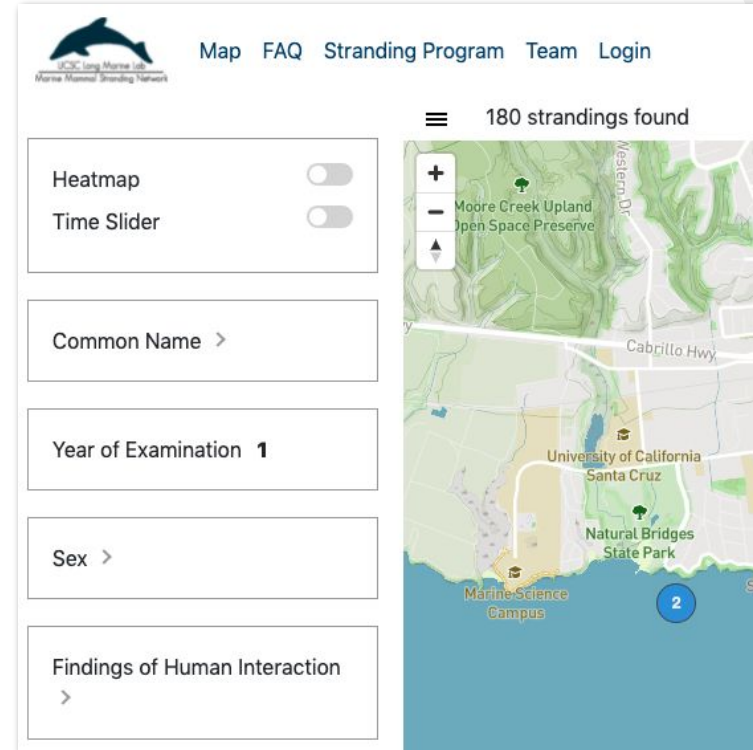 UCSC Long Marine Lab
Marine Mammal Stranding Network
Map FAQ Stranding Program Team Login
180 strandings found
Heatmap
Time Slider
Common Name >
Year of Examination 1
Sex >
Findings of Human Interaction
>
+
−
Western Dr
Moore Creek Upland
Open Space Preserve
Cabrillo Hwy
University of California
Santa Cruz
Natural Bridges
State Park
Marine Science
Campus
2